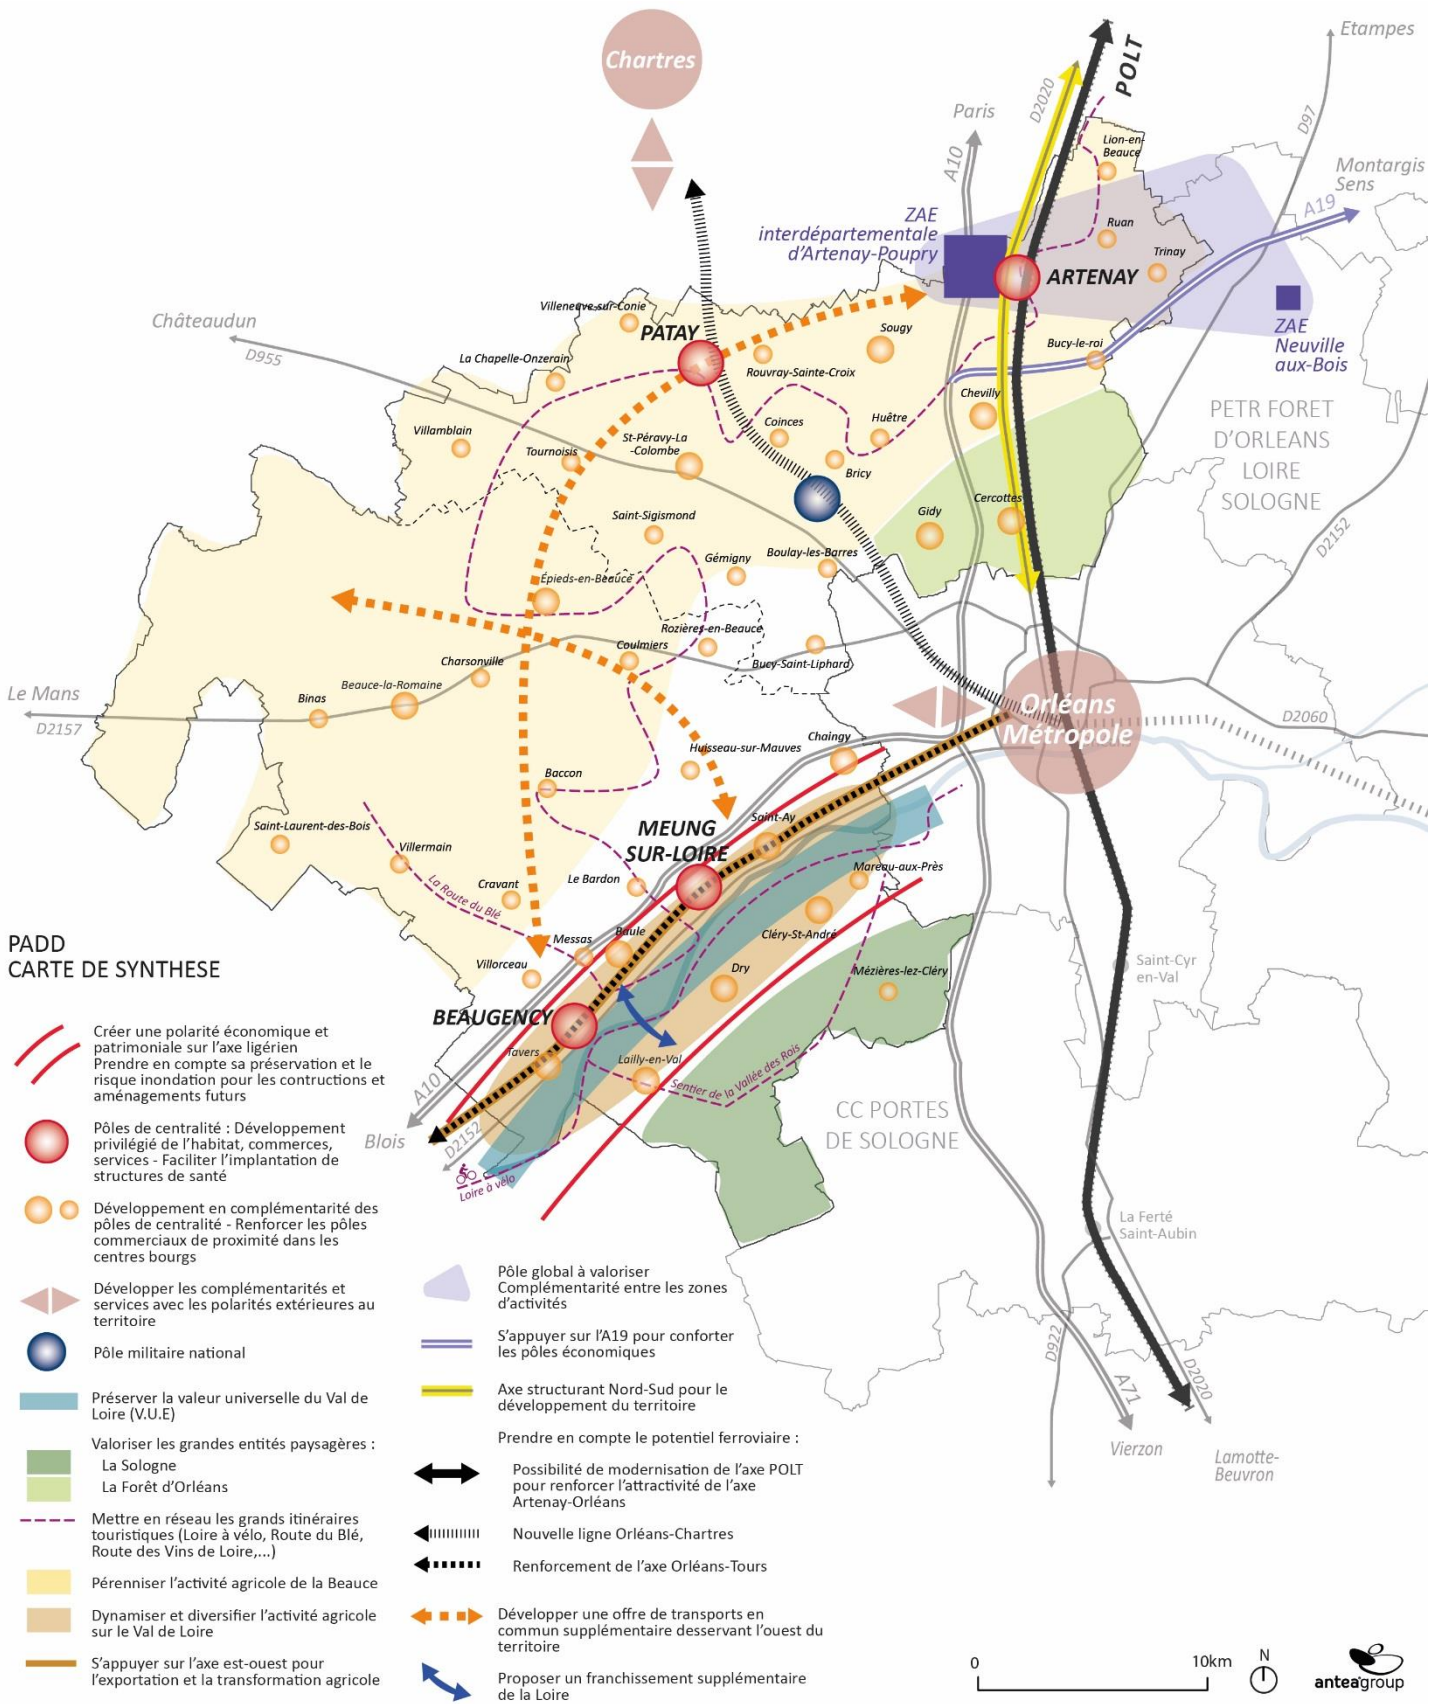 Chartres
POLT
Etampes
D2020
D97
Paris
A10
Lion-en-
Beauce
Montargis
Sens
A19
ZAE
interdépartementale
d'Artenay-Poupry
Ruan
Trinay
ARTENAY
Villeneuve-sur-Conie
Châteaudun
D955
PATAY
Sougy
Bucy-le-roi
ZAE
Neuville
aux-Bois
La Chapelle-Onzerain
Rouvray-Sainte-Croix
Chevilly
D2152
PETR FORET
D'ORLEANS
LOIRE
SOLOGNE
Villamblain
Tournoisis
St-Péravy-La
-Colombe
Coinces
Huêtre
Bricy
Saint-Sigismond
Gidy
Cercottes
D2152
Gémigny
Boulay-les-Barres
Épieds-en-Beauce
Rozières-en-Beauce
Coulmiers
Bucy-Saint-Liphard
Charsonville
Beauce-la-Romaine
Binas
Le Mans
D2157
Orléans
Métropole
D2060
Chaingy
Huisseau-sur-Mauves
Baccon
Saint-Ay
MEUNG
SUR-LOIRE
Saint-Laurent-des-Bois
Villermain
La Route du Blé
Cravant
Le Bardon
Mareau-aux-Près
Cléry-St-André
Messas
Baule
Villorceau
Dry
Mézières-lez-Cléry
Saint-Cyr
en-Val
BEAUGENCY
Tavers
Lailly-en-Val
Sentier de la Vallée des Rois
A10
Blois
D2152
Loire à vélo
CC PORTES
DE SOLOGNE
La Ferté
Saint-Aubin
D922
A71
D2020
Vierzon
Lamotte-
Beuvron
PADD
CARTE DE SYNTHESE
Créer une polarité économique et
patrimoniale sur l'axe ligérien
Prendre en compte sa préservation et le
risque inondation pour les contructions et
aménagements futurs
Pôles de centralité : Développement
privilégié de l'habitat, commerces,
services - Faciliter l'implantation de
structures de santé
Développement en complémentarité des
pôles de centralité - Renforcer les pôles
commerciaux de proximité dans les
centres bourgs
Développer les complémentarités et
services avec les polarités extérieures au
territoire
Pôle militaire national
Préserver la valeur universelle du Val de
Loire (V.U.E)
Valoriser les grandes entités paysagères :
La Sologne
La Forêt d'Orléans
Mettre en réseau les grands itinéraires
touristiques (Loire à vélo, Route du Blé,
Route des Vins de Loire,...)
Pérenniser l'activité agricole de la Beauce
Dynamiser et diversifier l'activité agricole
sur le Val de Loire
S'appuyer sur l'axe est-ouest pour
l'exportation et la transformation agricole
Pôle global à valoriser
Complémentarité entre les zones
d'activités
S'appuyer sur l'A19 pour conforter
les pôles économiques
Axe structurant Nord-Sud pour le
développement du territoire
Prendre en compte le potentiel ferroviaire :
Possibilité de modernisation de l'axe POLT
pour renforcer l'attractivité de l'axe
Artenay-Orléans
Nouvelle ligne Orléans-Chartres
Renforcement de l'axe Orléans-Tours
Développer une offre de transports en
commun supplémentaire desservant l'ouest du
territoire
Proposer un franchissement supplémentaire
de la Loire
0 10km
N
anteagroup